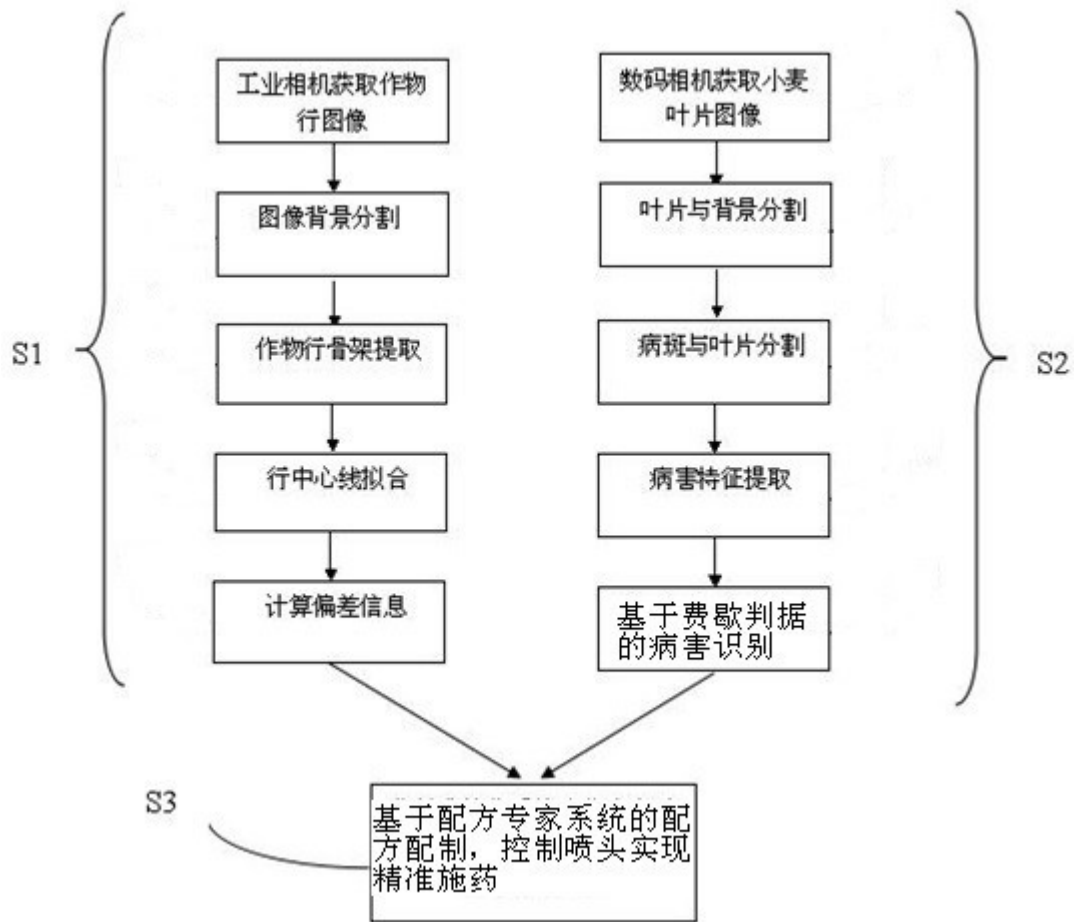 工业相机获取作物
行图像
图像背景分割
作物行骨架提取
行中心线拟合
计算偏差信息
S1
数码相机获取小麦
叶片图像
叶片与背景分割
病斑与叶片分割
病害特征提取
基于费歇判据
的病害识别
S2
S3
基于配方专家系统的配
方配制，控制喷头实现
精准施药